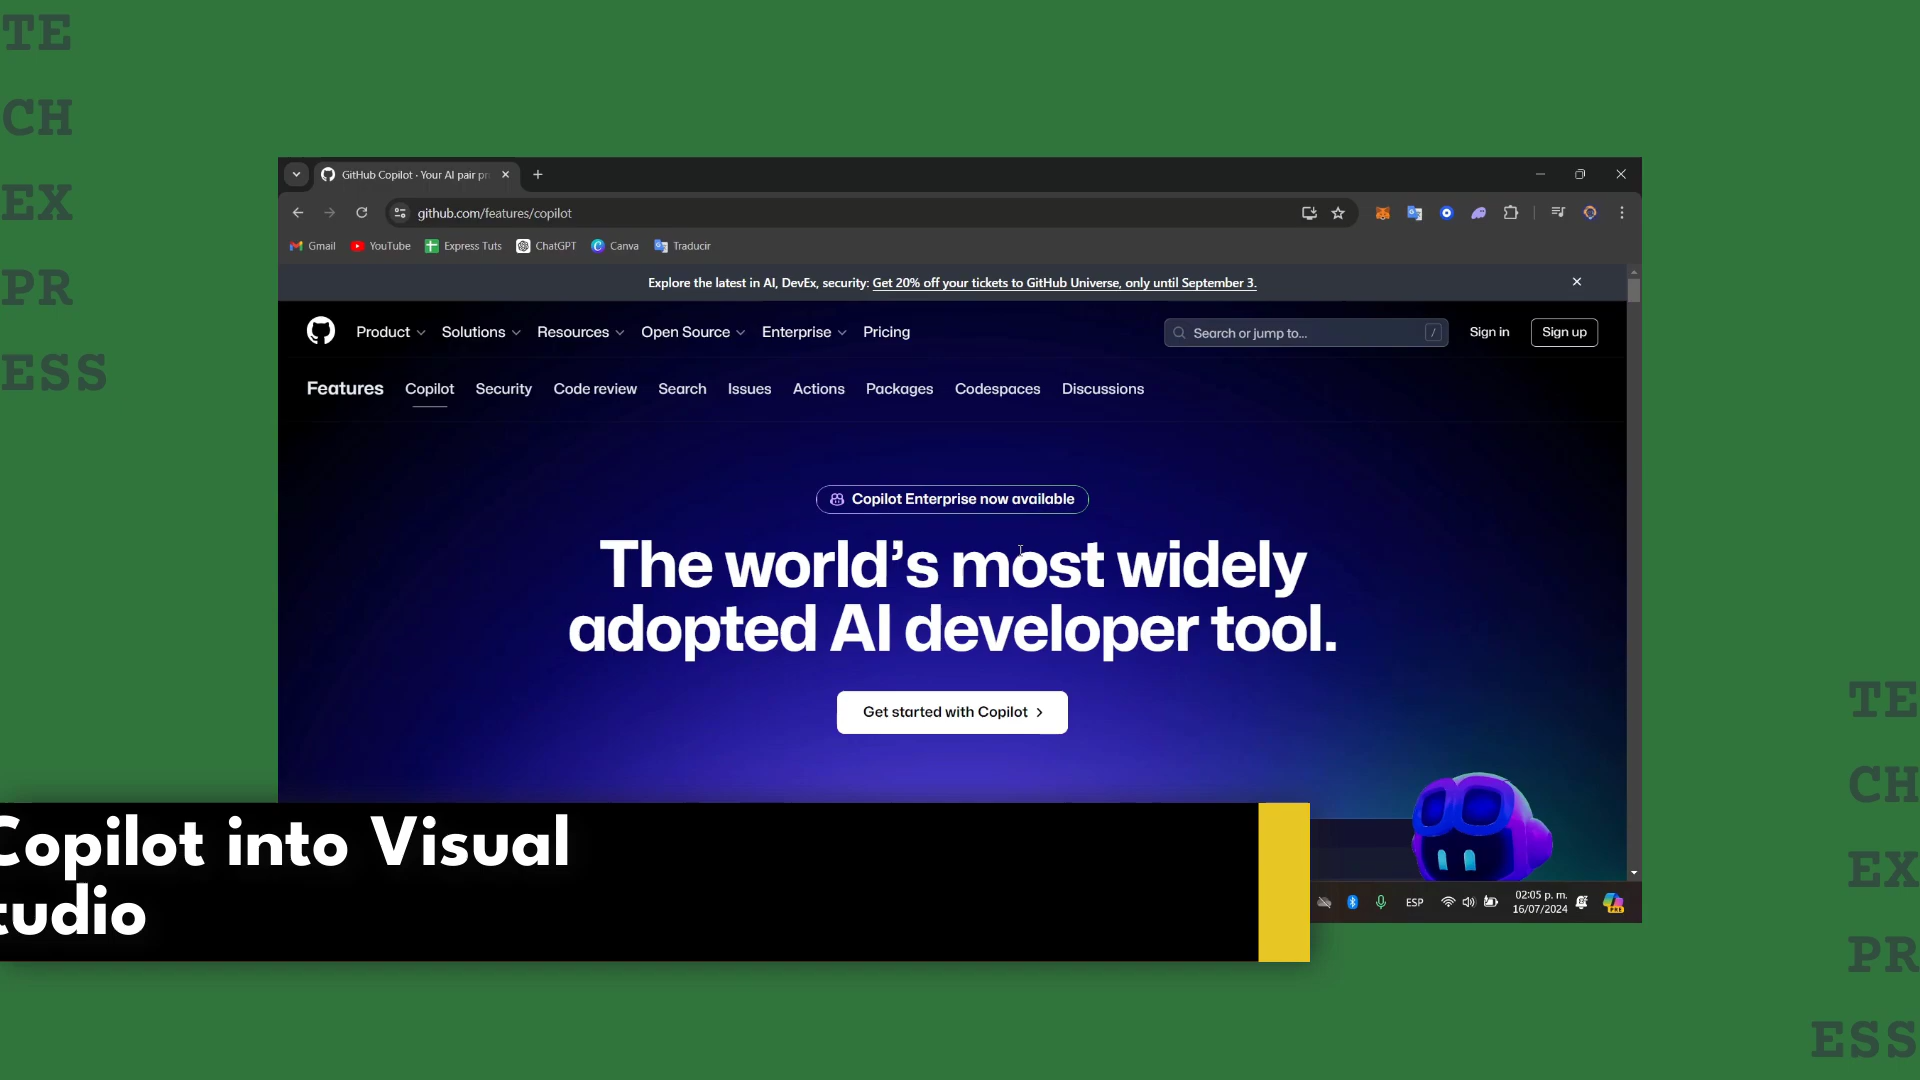 TE
CH
EX
PR
ESS
GitHub Copilot · Your AI pair pr
github.com/features/copilot
Gmail YouTube Express Tuts ChatGPT Canva Traducir
Explore the latest in AI, DevEx, security: Get 20% off your tickets to GitHub Universe, only until September 3.
Product Solutions Resources Open Source Enterprise Pricing Search or jump to... / Sign in Sign up
Features Copilot Security Code review Search Issues Actions Packages Codespaces Discussions
Copilot Enterprise now available
The world's most widely
adopted AI developer tool.
Get started with Copilot
Copilot into Visual
tudio
ESP
02:05 p. m.
16/07/2024
PRE
TE
CH
EX
PR
ESS